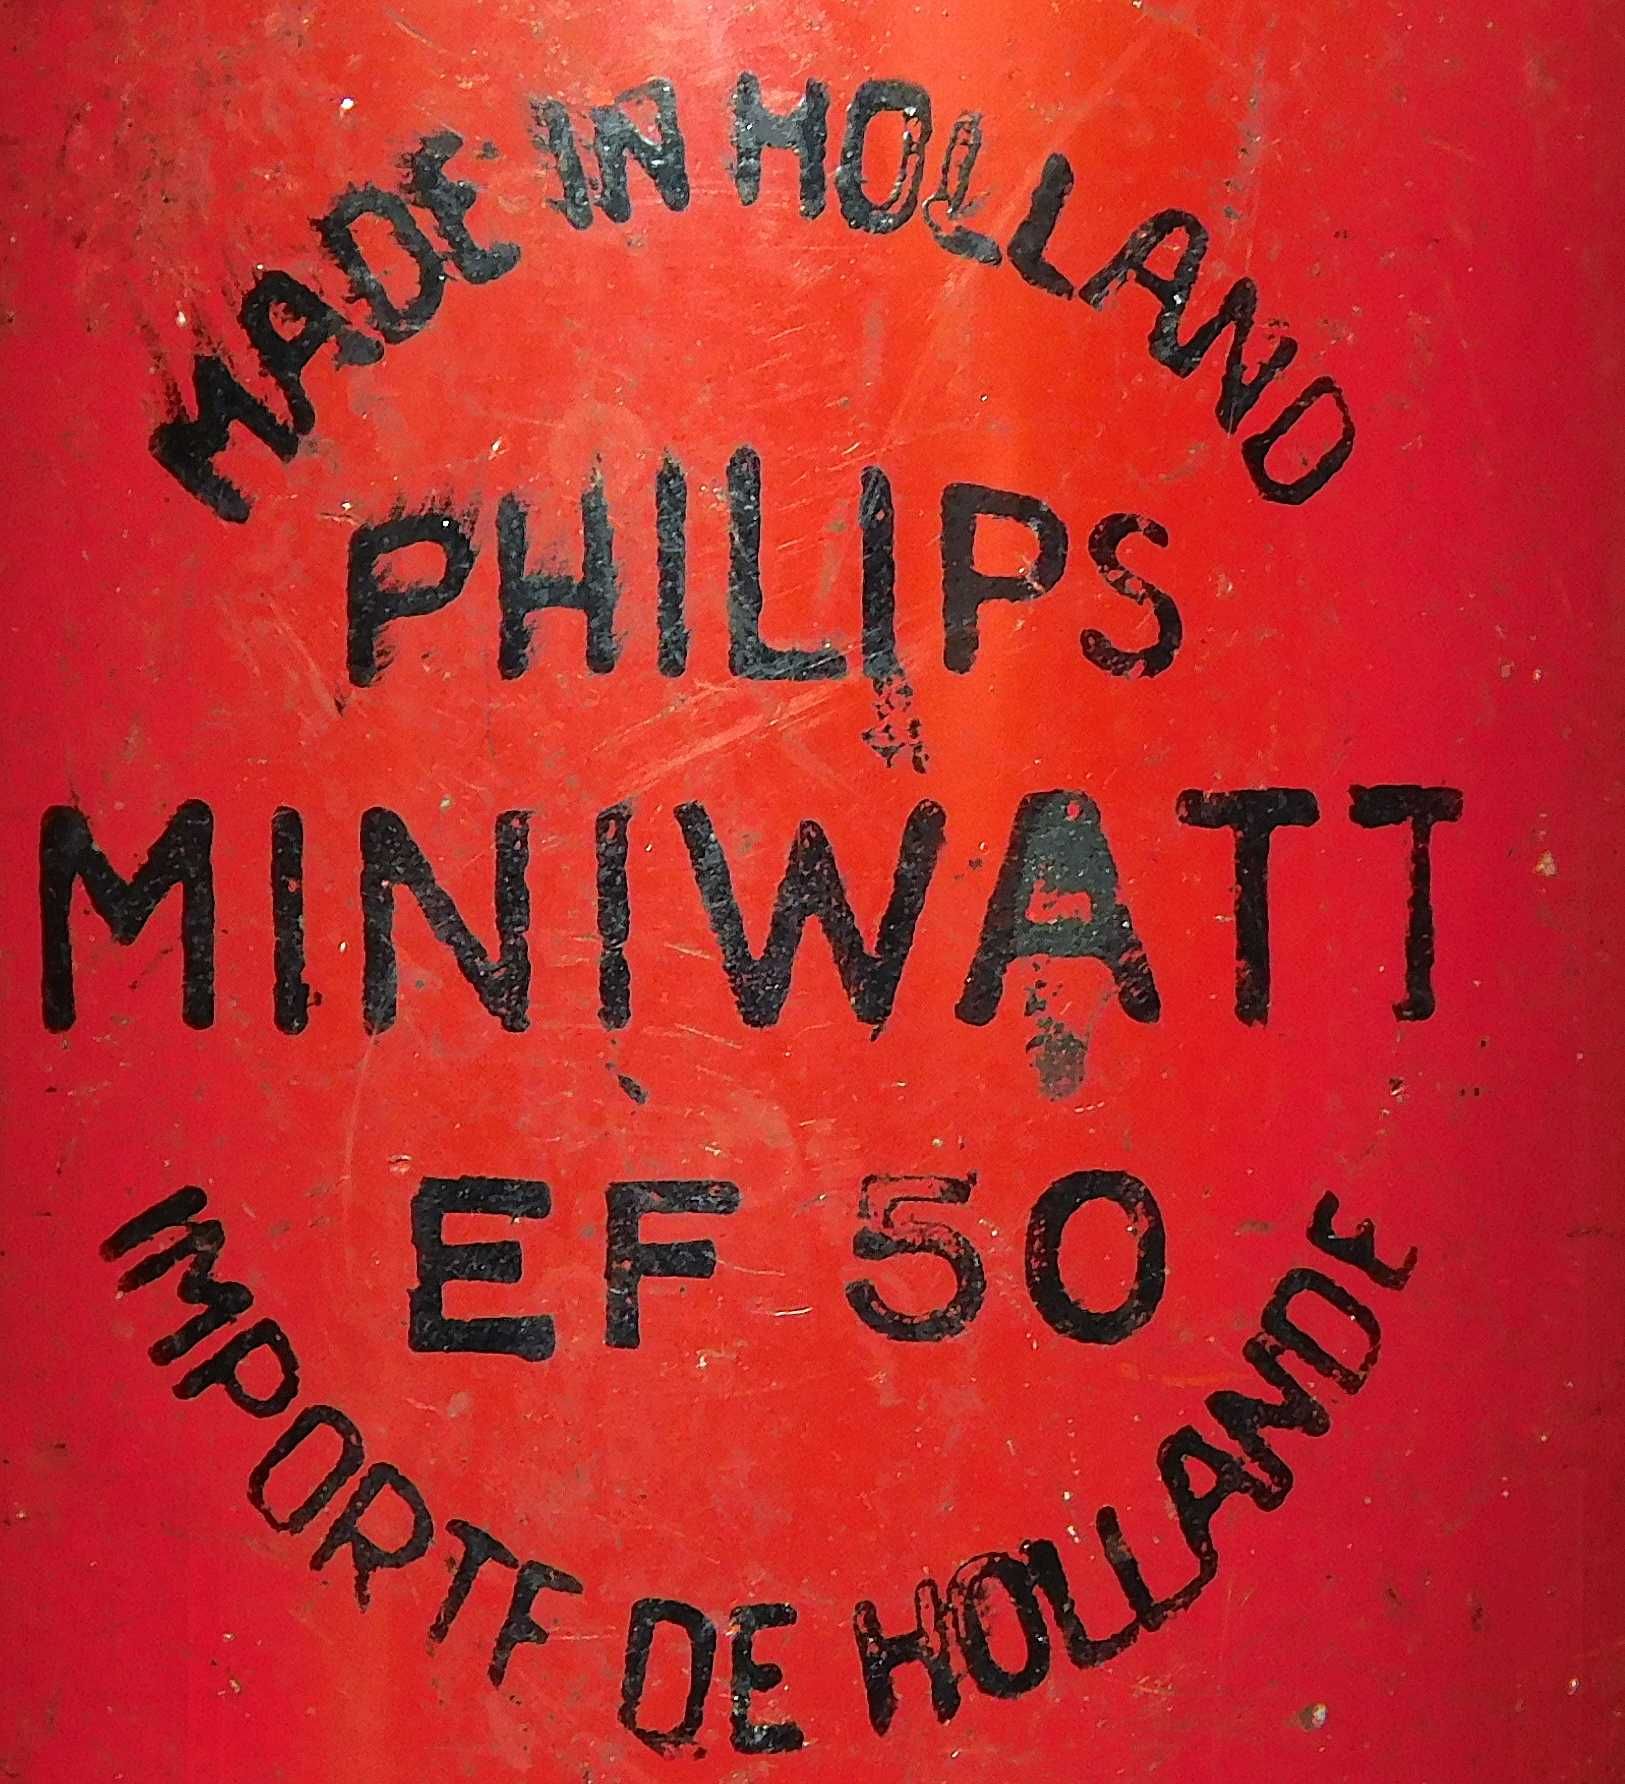 MADE IN HOLLAND
PHILIPS
MINIWATT
EF 50
IMPORTE DE HOLLANDE